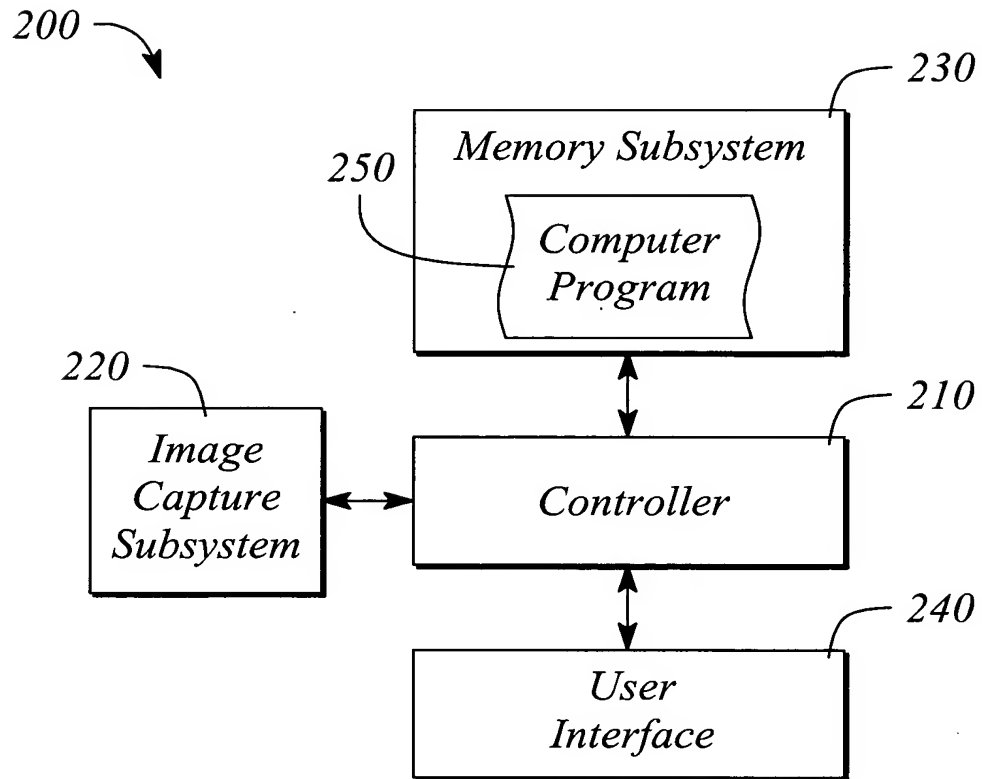 200
230
Memory Subsystem
250
Computer
Program
220
210
Image
Capture
Subsystem
Controller
240
User
Interface